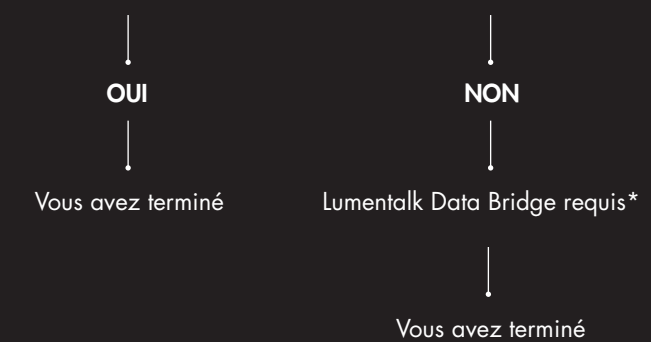 OUI
NON
Vous avez terminé
Lumentalk Data Bridge requis*
Vous avez terminé